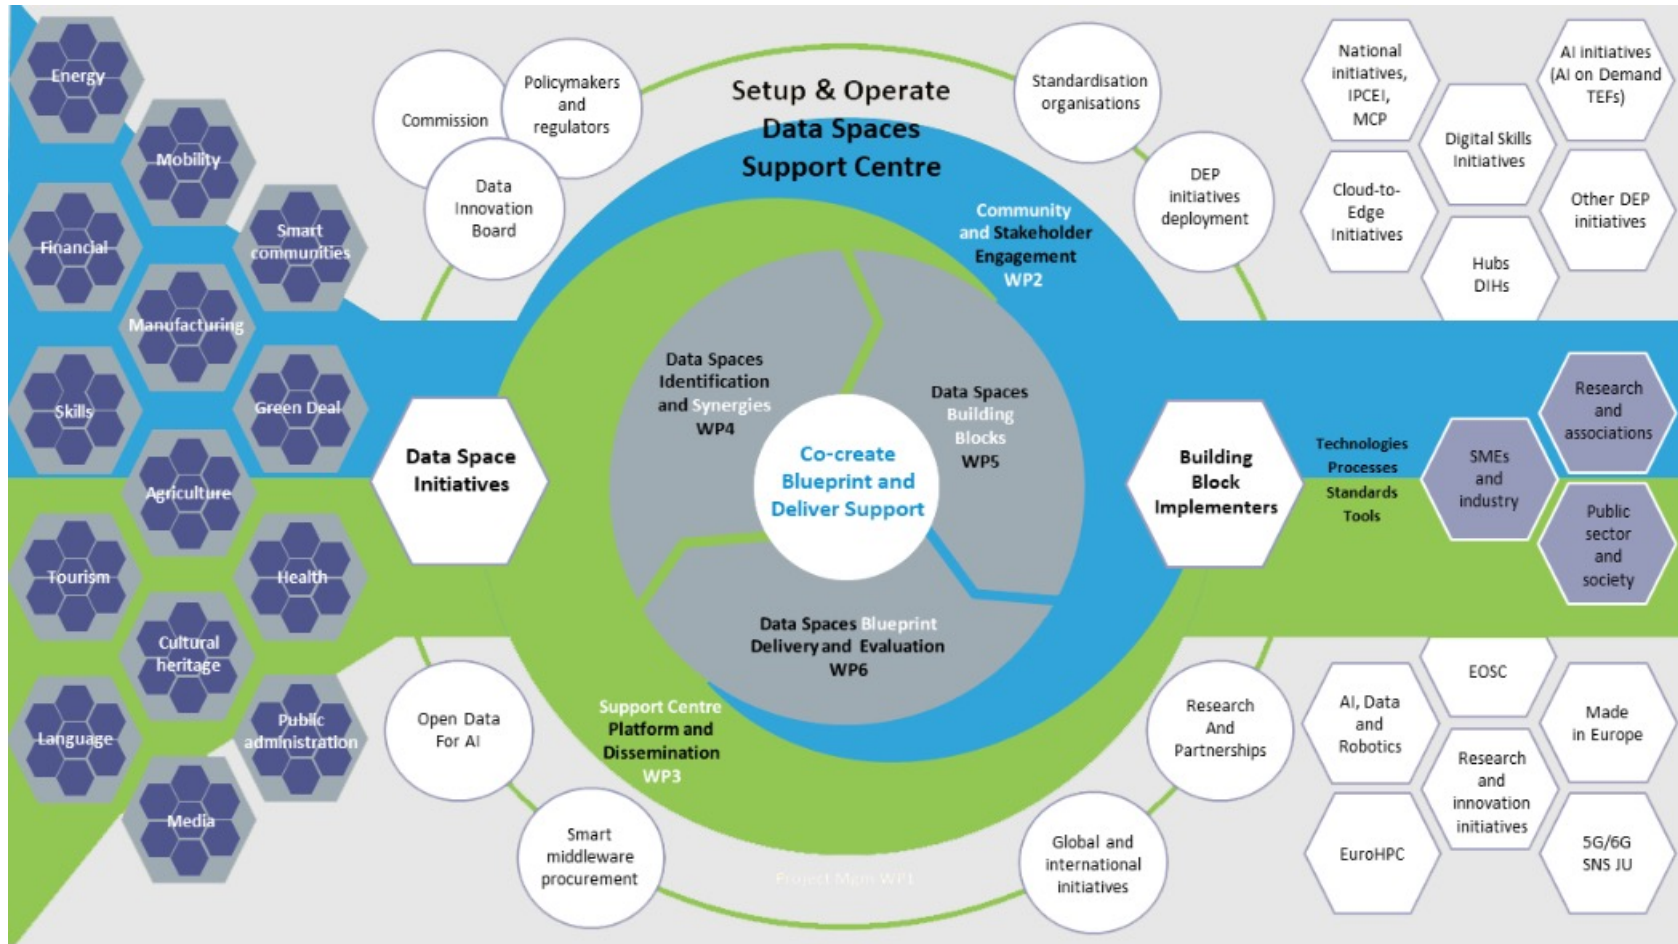 Energy
Mobility
Financial
Smart
communities
Manufacturing
Skills
Green Deal
Agriculture
Tourism
Health
Cultural
heritage
Language
Public
administration
Media
Commission
Policymakers
and
regulators
Data
Innovation
Board
Setup & Operate
Data Spaces
Support Centre
Standardisation
organisations
DEP
initiatives
deployment
Community
and Stakeholder
Engagement
WP2
Data Spaces
Identification
and Synergies
WP4
Data Spaces
Building
Blocks
WP5
Co-create
Blueprint and
Deliver Support
Data Spaces Blueprint
Delivery and Evaluation
WP6
Support Centre
Platform and
Dissemination
WP3
Project Mgm WP1
Data Space
Initiatives
Building
Block
Implementers
Technologies
Processes
Standards
Tools
Open Data
For AI
Smart
middleware
procurement
Global and
international
initiatives
Research
And
Partnerships
National
initiatives,
IPCEI,
MCP
AI initiatives
(AI on Demand
TEFs)
Digital Skills
Initiatives
Cloud-to-
Edge
Initiatives
Other DEP
initiatives
Hubs
DIHs
Research
and
associations
SMEs
and
industry
Public
sector
and
society
EOSC
AI, Data
and
Robotics
Made
in Europe
Research
and
innovation
initiatives
EuroHPC
5G/6G
SNS JU